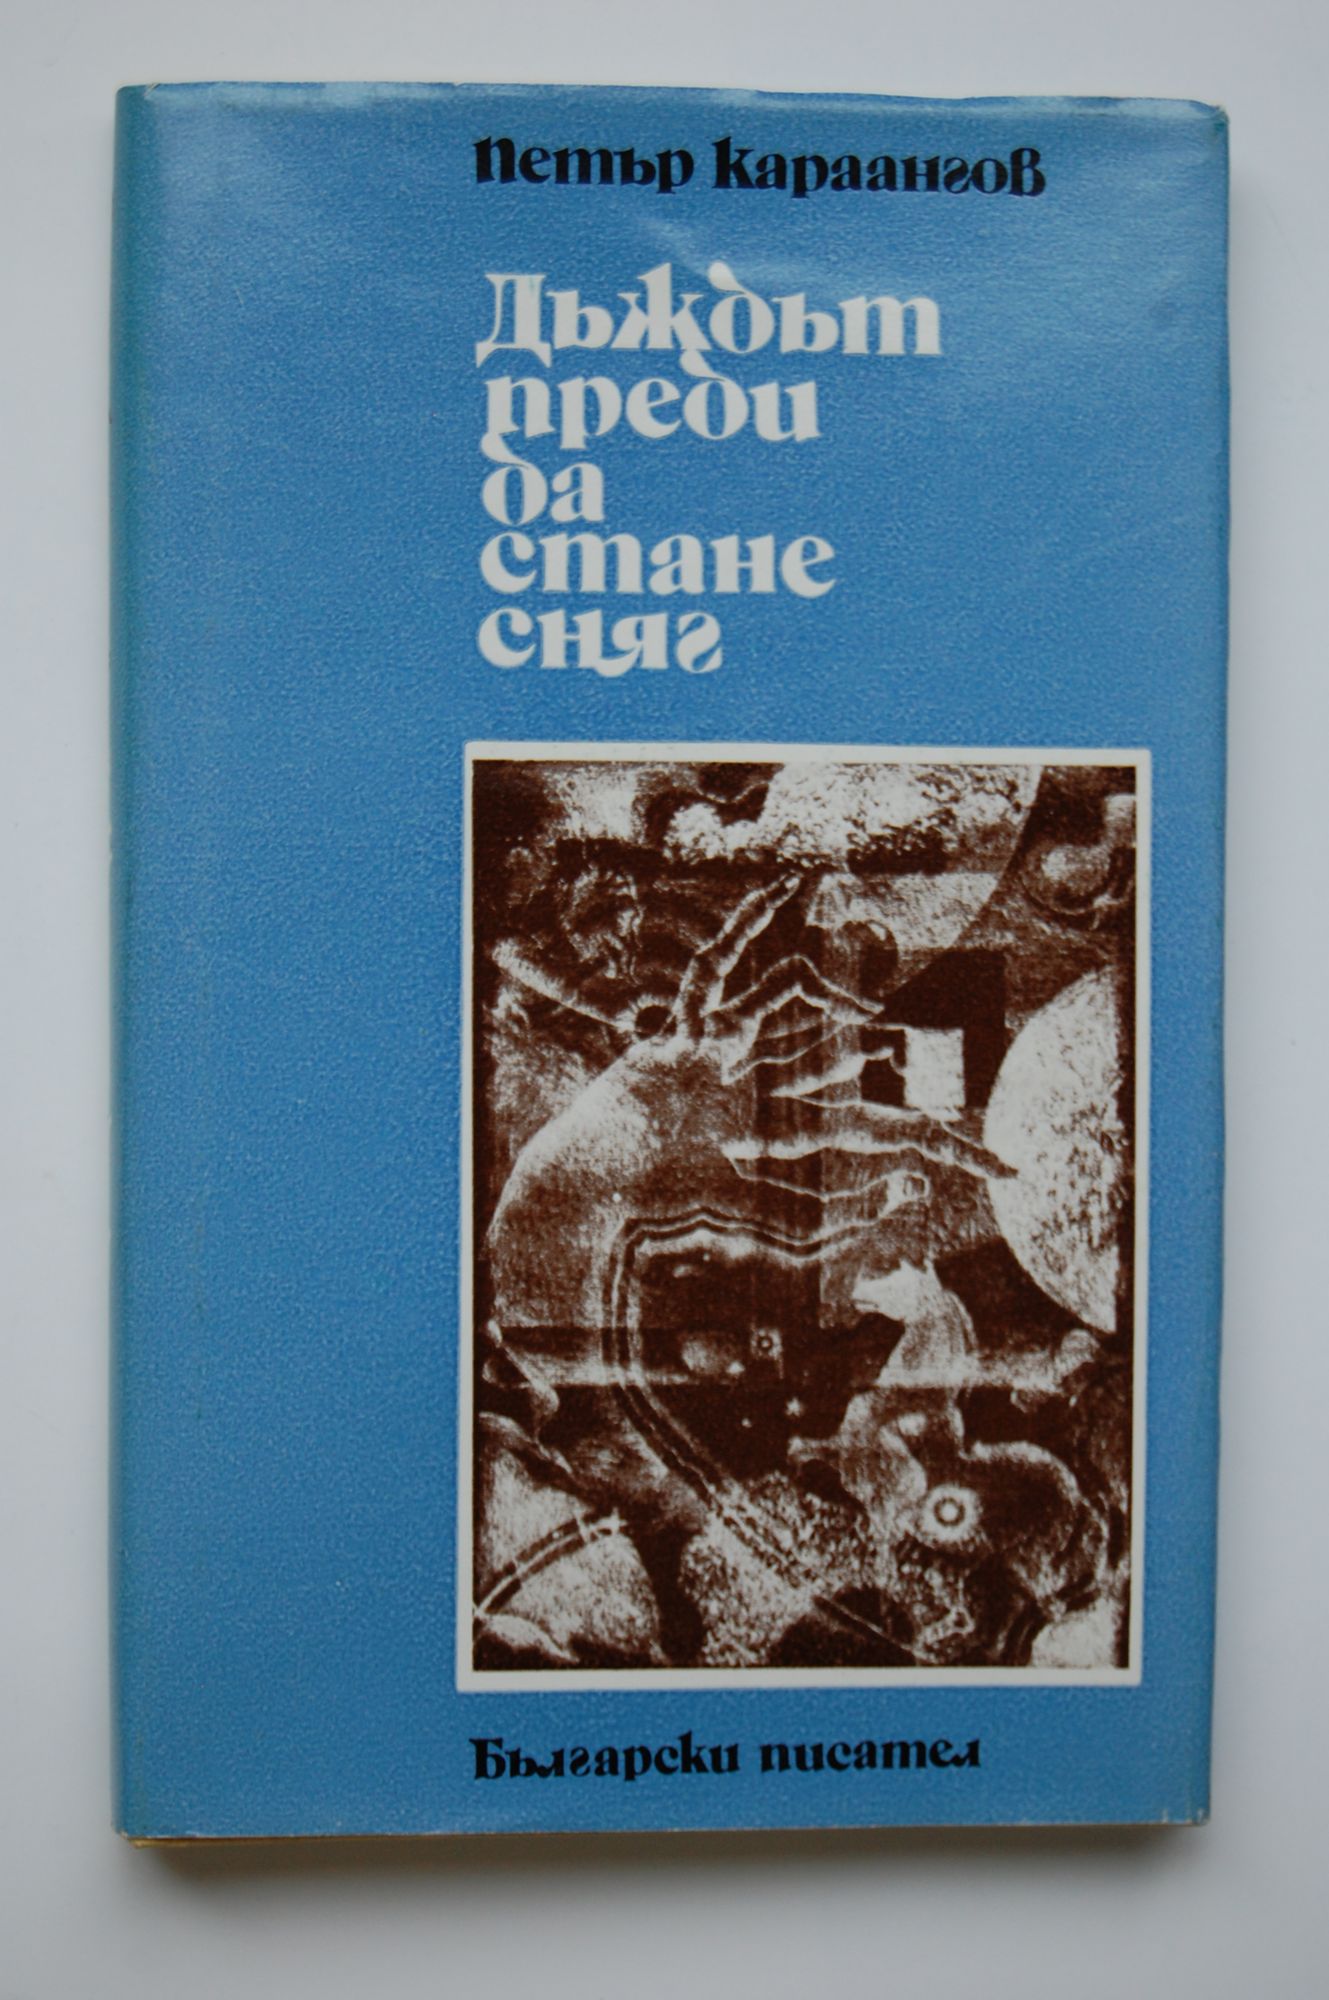 Петър Караангов
Дъждът
преди
да
стане
сняг
Български писател